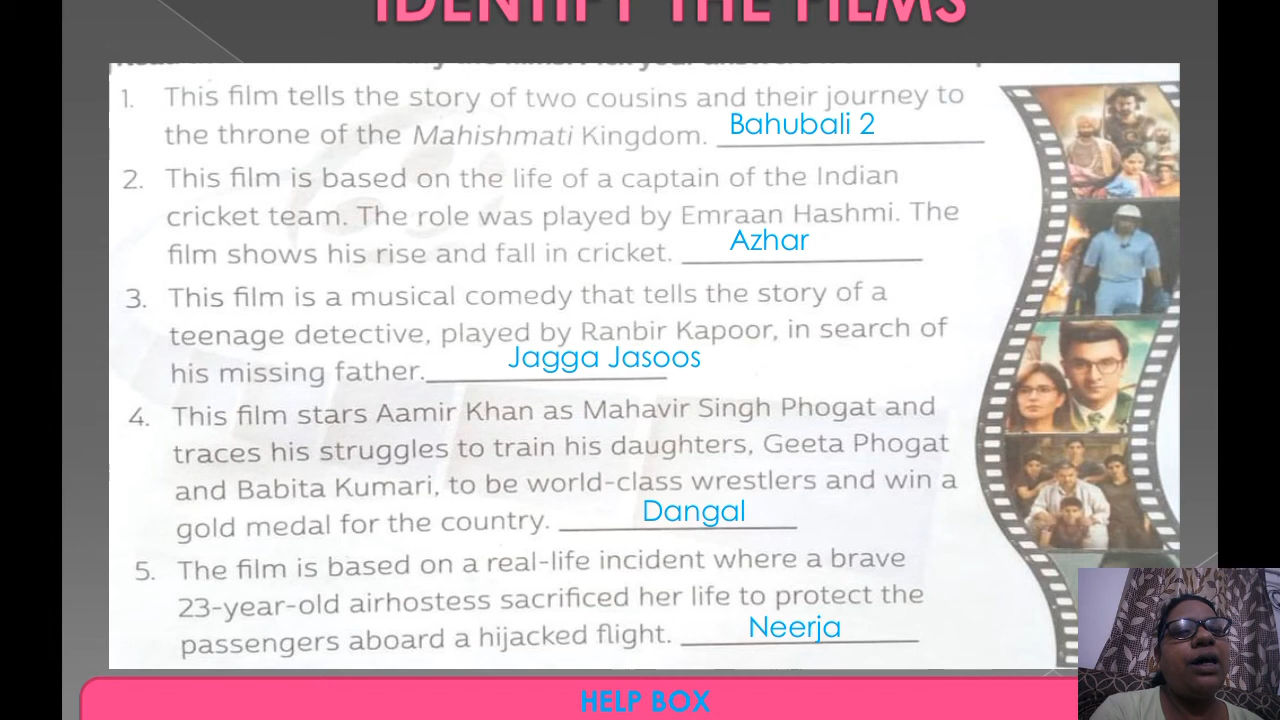 IDENTIFY THE FILMS
1. This film tells the story of two cousins and their journey to
the throne of the Mahishmati Kingdom. Bahubali 2
2. This film is based on the life of a captain of the Indian
cricket team. The role was played by Emraan Hashmi. The
film shows his rise and fall in cricket. Azhar
3. This film is a musical comedy that tells the story of a
teenage detective, played by Ranbir Kapoor, in search of
his missing father. Jagga Jasoos
4. This film stars Aamir Khan as Mahavir Singh Phogat and
traces his struggles to train his daughters, Geeta Phogat
and Babita Kumari, to be world-class wrestlers and win a
gold medal for the country. Dangal
5. The film is based on a real-life incident where a brave
23-year-old airhostess sacrificed her life to protect the
passengers aboard a hijacked flight. Neerja
HELP BOX